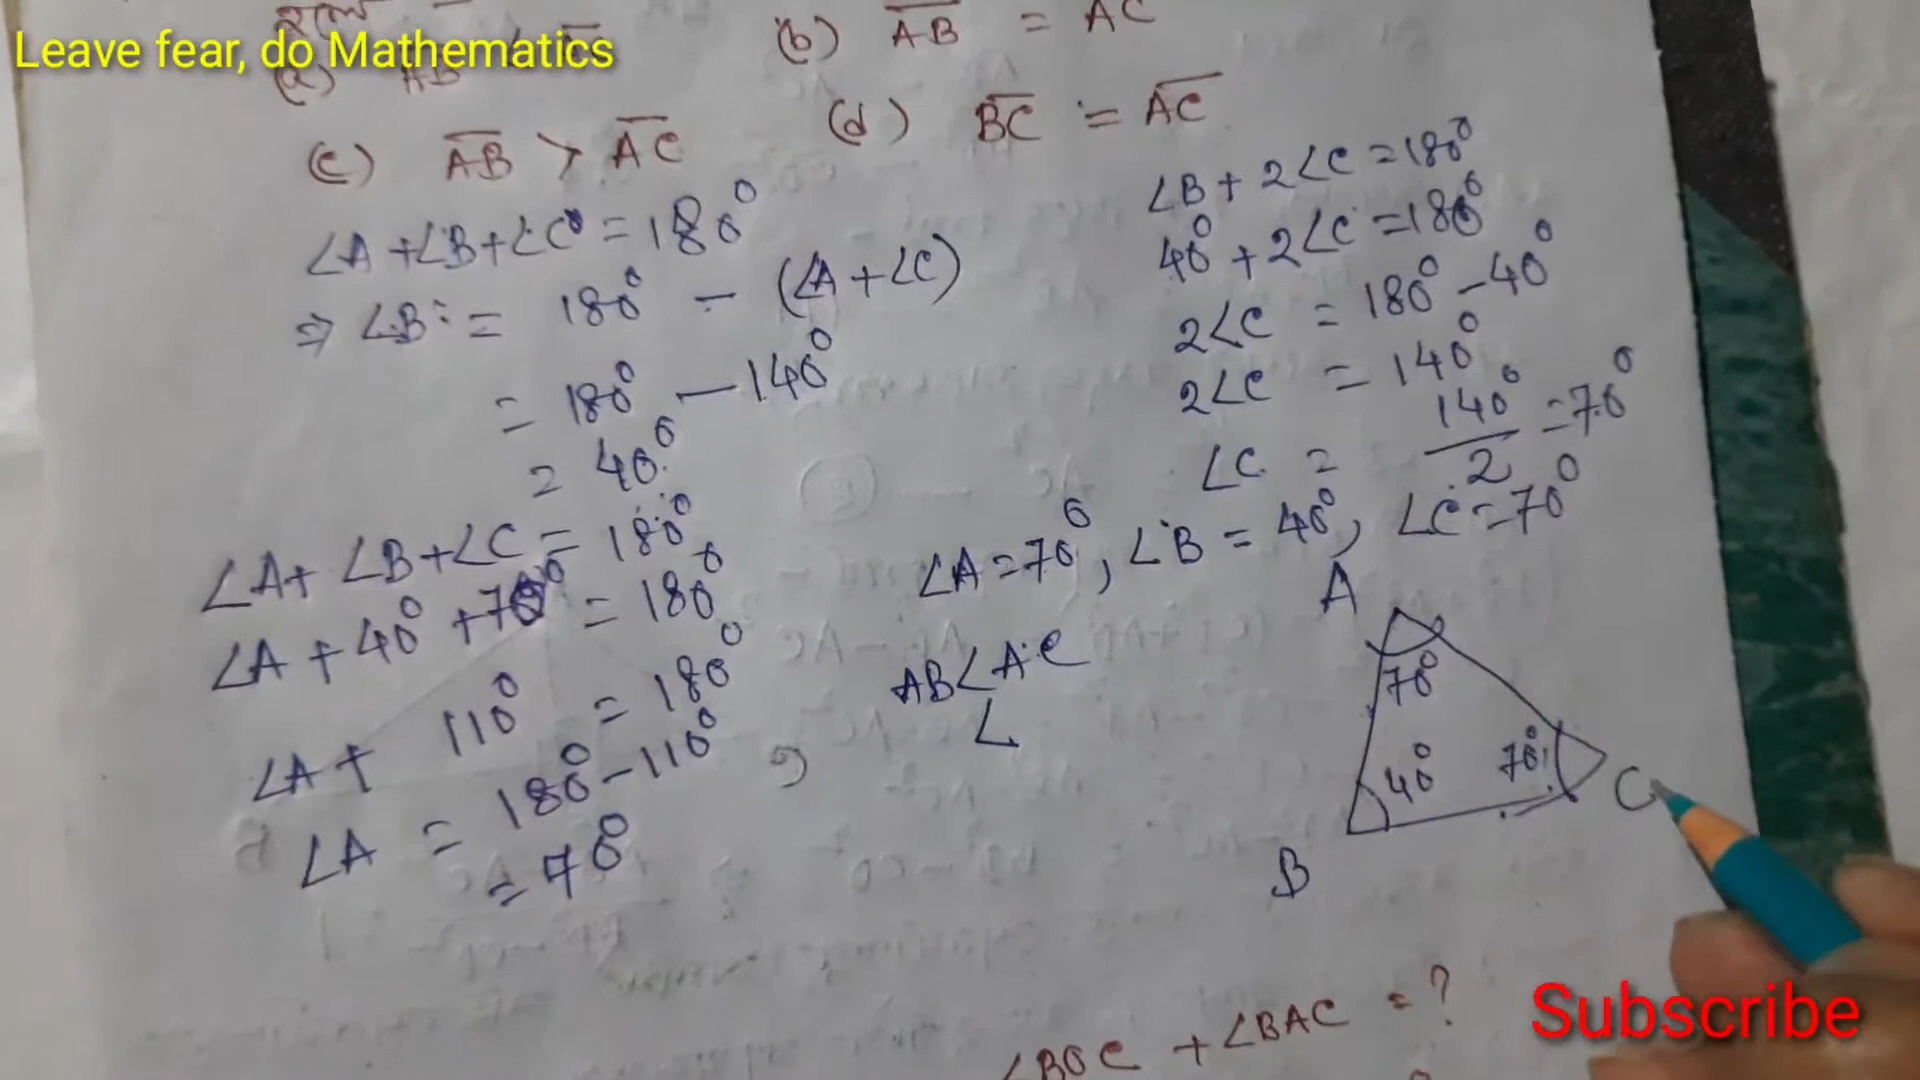 Leave fear, do Mathematics
(b) AB = AC
(a) AB
(c) AB > AC (d) BC = AC
∠A + ∠B + ∠C = 180°
⇒ ∠B = 180° - (∠A + ∠C)
= 180° - 140°
= 40°
∠A + ∠B + ∠C = 180°
∠A + 40° + 70° = 180°
∠A + 110° = 180°
∠A = 180° - 110°
= 70°
∠B + 2∠C = 180°
40° + 2∠C = 180°
2∠C = 180° - 40°
2∠C = 140°
∠C = 140°/2 = 70°
∠A = 70°, ∠B = 40°, ∠C = 70°
AB < AC
<
A
70°
40° 70°
B
C
∠BOC + ∠BAC = ?
Subscribe